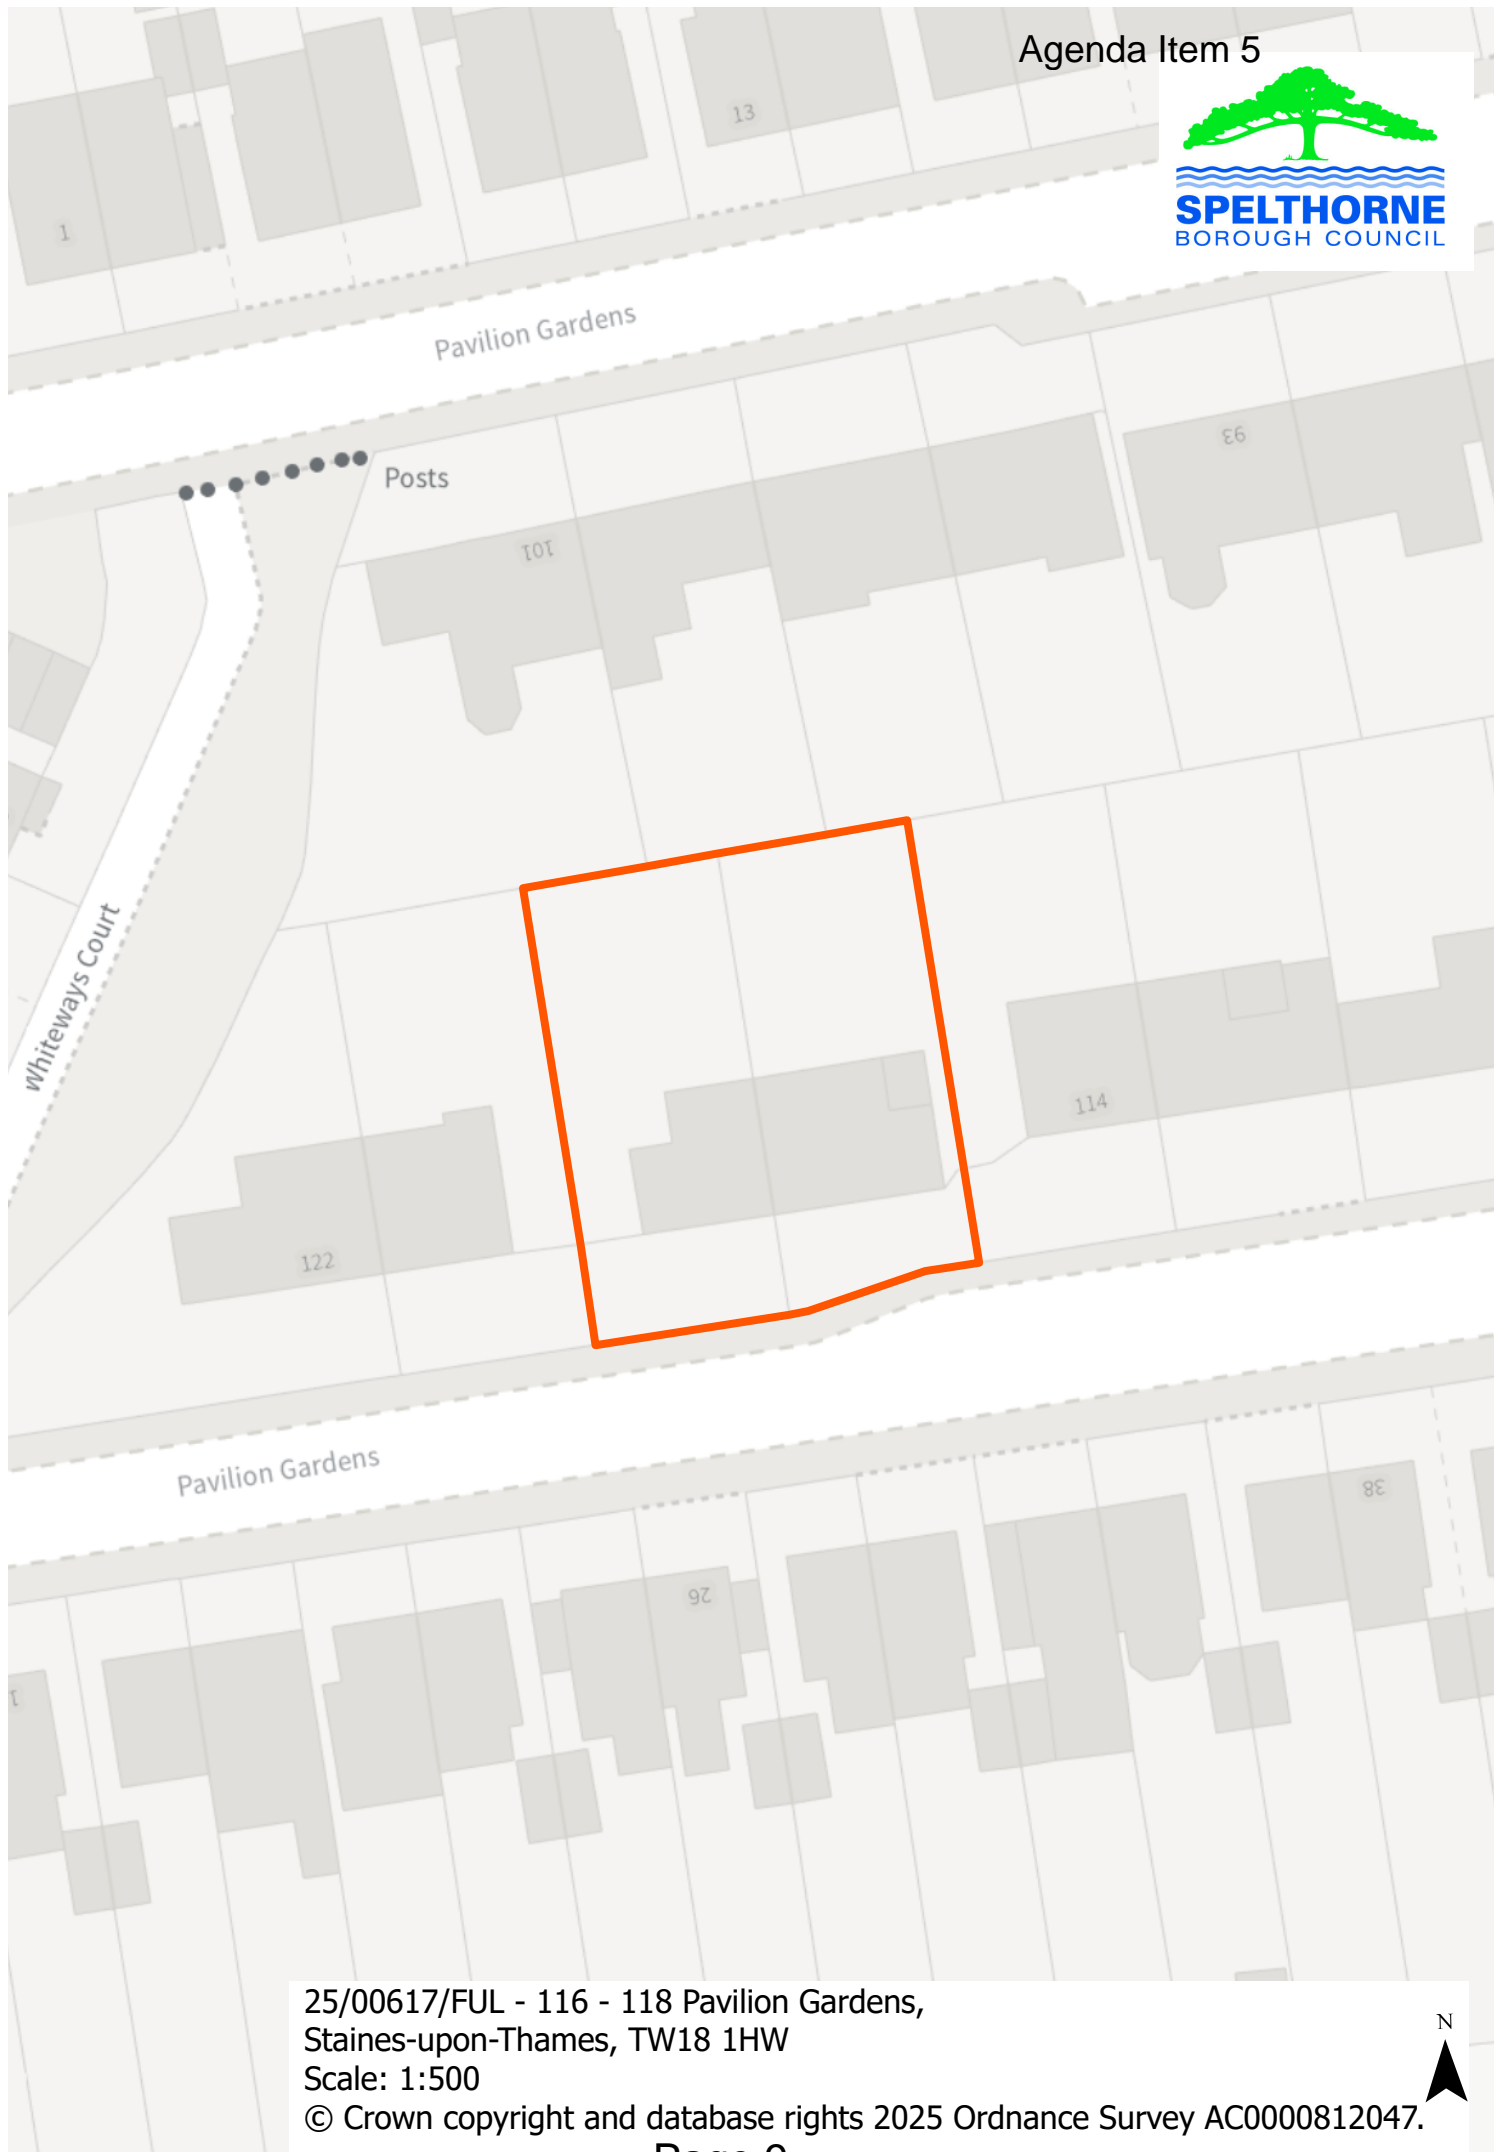 Agenda Item 5
SPELTHORNE
BOROUGH COUNCIL
13
1
Pavilion Gardens
93
Posts
101
Whiteways Court
114
122
Pavilion Gardens
38
26
25/00617/FUL - 116 - 118 Pavilion Gardens,
Staines-upon-Thames, TW18 1HW
Scale: 1:500
© Crown copyright and database rights 2025 Ordnance Survey AC0000812047.
N